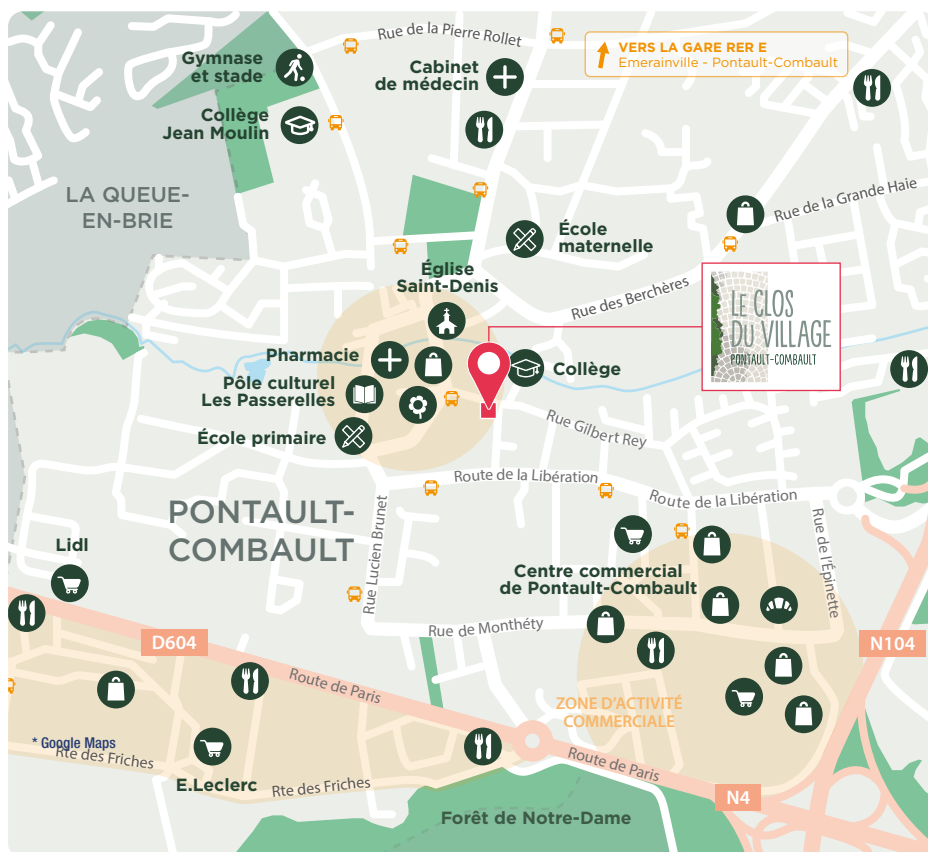 Rue de la Pierre Rollet
VERS LA GARE RER E
Emerainville - Pontault-Combault
Gymnase
et stade
Cabinet
de médecin
Collège
Jean Moulin
LA QUEUE-
EN-BRIE
Rue de la Grande Haie
École
maternelle
Église
Saint-Denis
Rue des Berchères
LE CLOS
DU VILLAGE
PONTAULT-COMBAULT
Pharmacie
Collège
Pôle culturel
Les Passerelles
École primaire
Rue Gilbert Rey
Route de la Libération
Route de la Libération
PONTAULT-
COMBAULT
Rue Lucien Brunet
Rue de l'Épinette
Lidl
Centre commercial
de Pontault-Combault
Rue de Monthéty
D604
N104
Route de Paris
ZONE D'ACTIVITÉ
COMMERCIALE
* Google Maps
Rte des Friches
Route de Paris
E.Leclerc
Rte des Friches
N4
Forêt de Notre-Dame